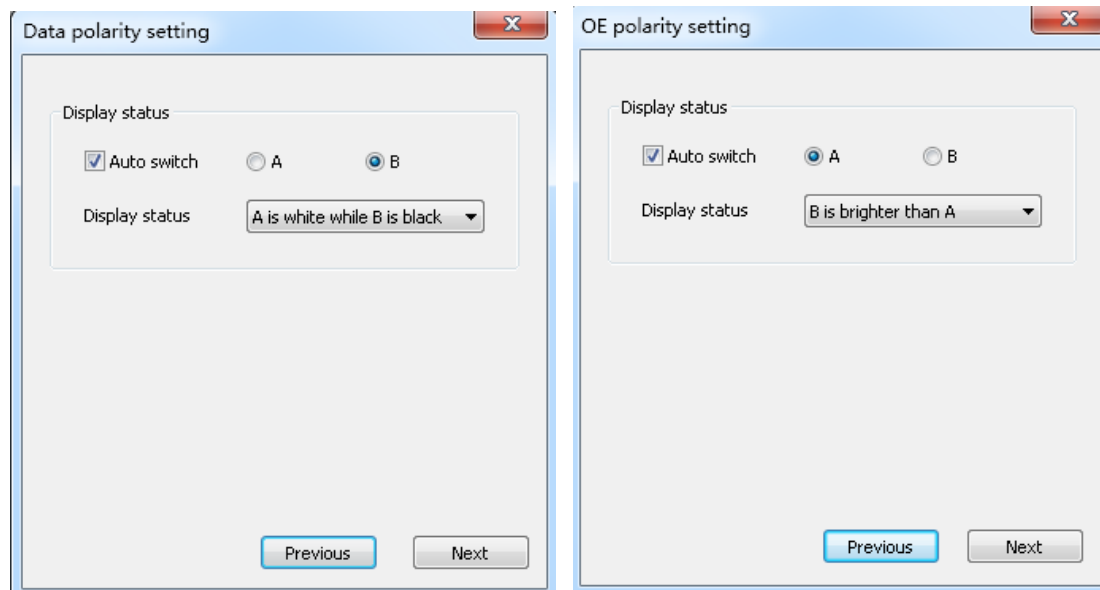 Data polarity setting
Display status
Auto switch A B
Display status A is white while B is black
Previous Next
OE polarity setting
Display status
Auto switch A B
Display status B is brighter than A
Previous Next